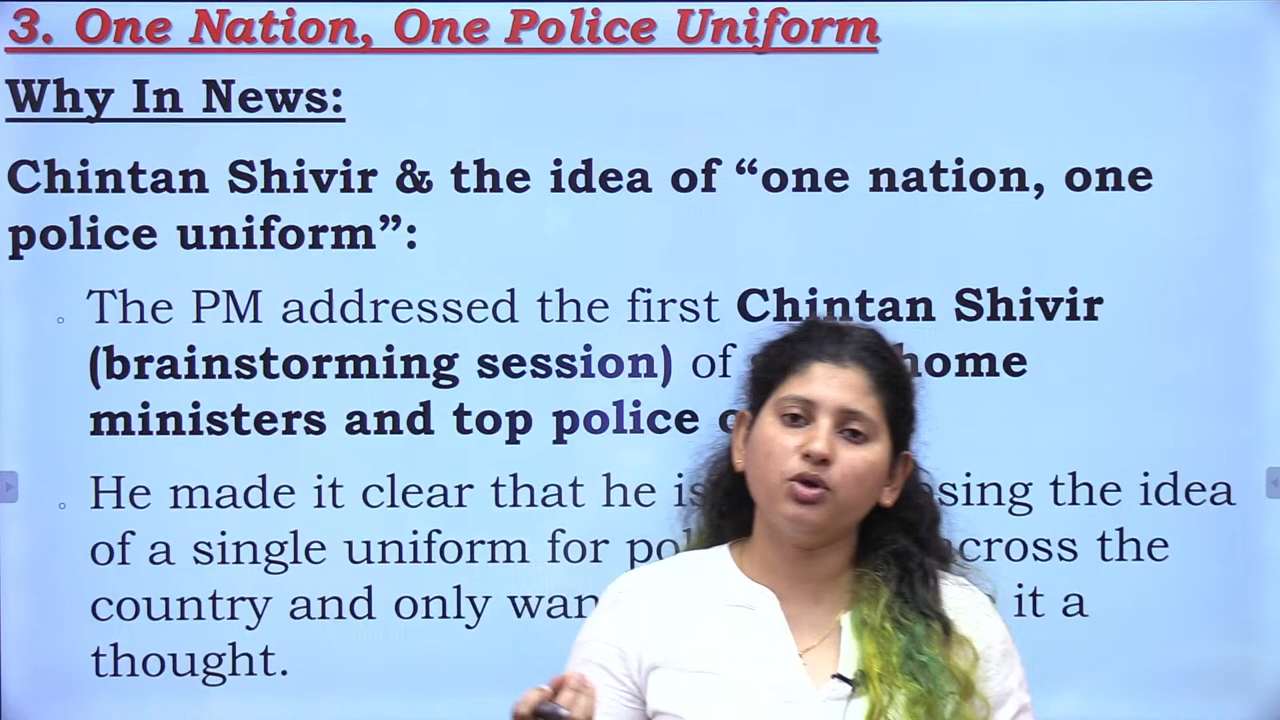 3. One Nation, One Police Uniform
Why In News:
Chintan Shivir & the idea of “one nation, one
police uniform”:
The PM addressed the first Chintan Shivir
(brainstorming session) of home
ministers and top police
He made it clear that he is the idea
of a single uniform for the
country and only it a
thought.